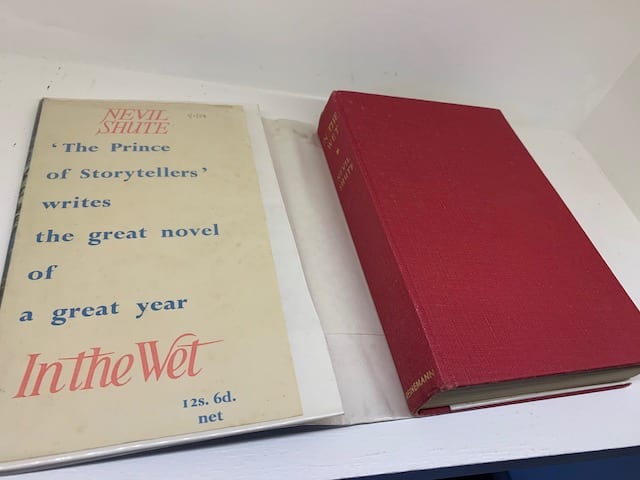 NEVIL
SHUTE
‘The Prince
of Storytellers’
writes
the great novel
of
a great year
In the Wet
12s. 6d.
net
IN THE
WET
NEVIL
SHUTE
HEINEMANN